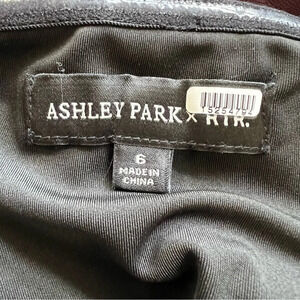 ASHLEY PARK X RTR.
6
MADE IN
CHINA